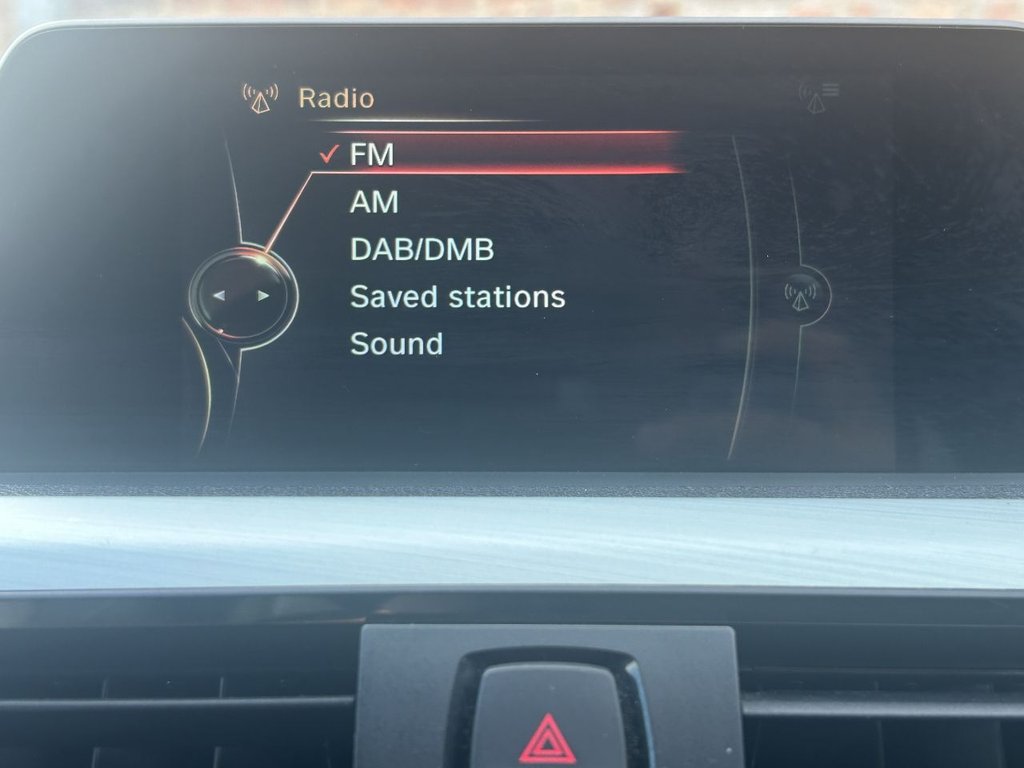 Radio
FM
AM
DAB/DMB
Saved stations
Sound